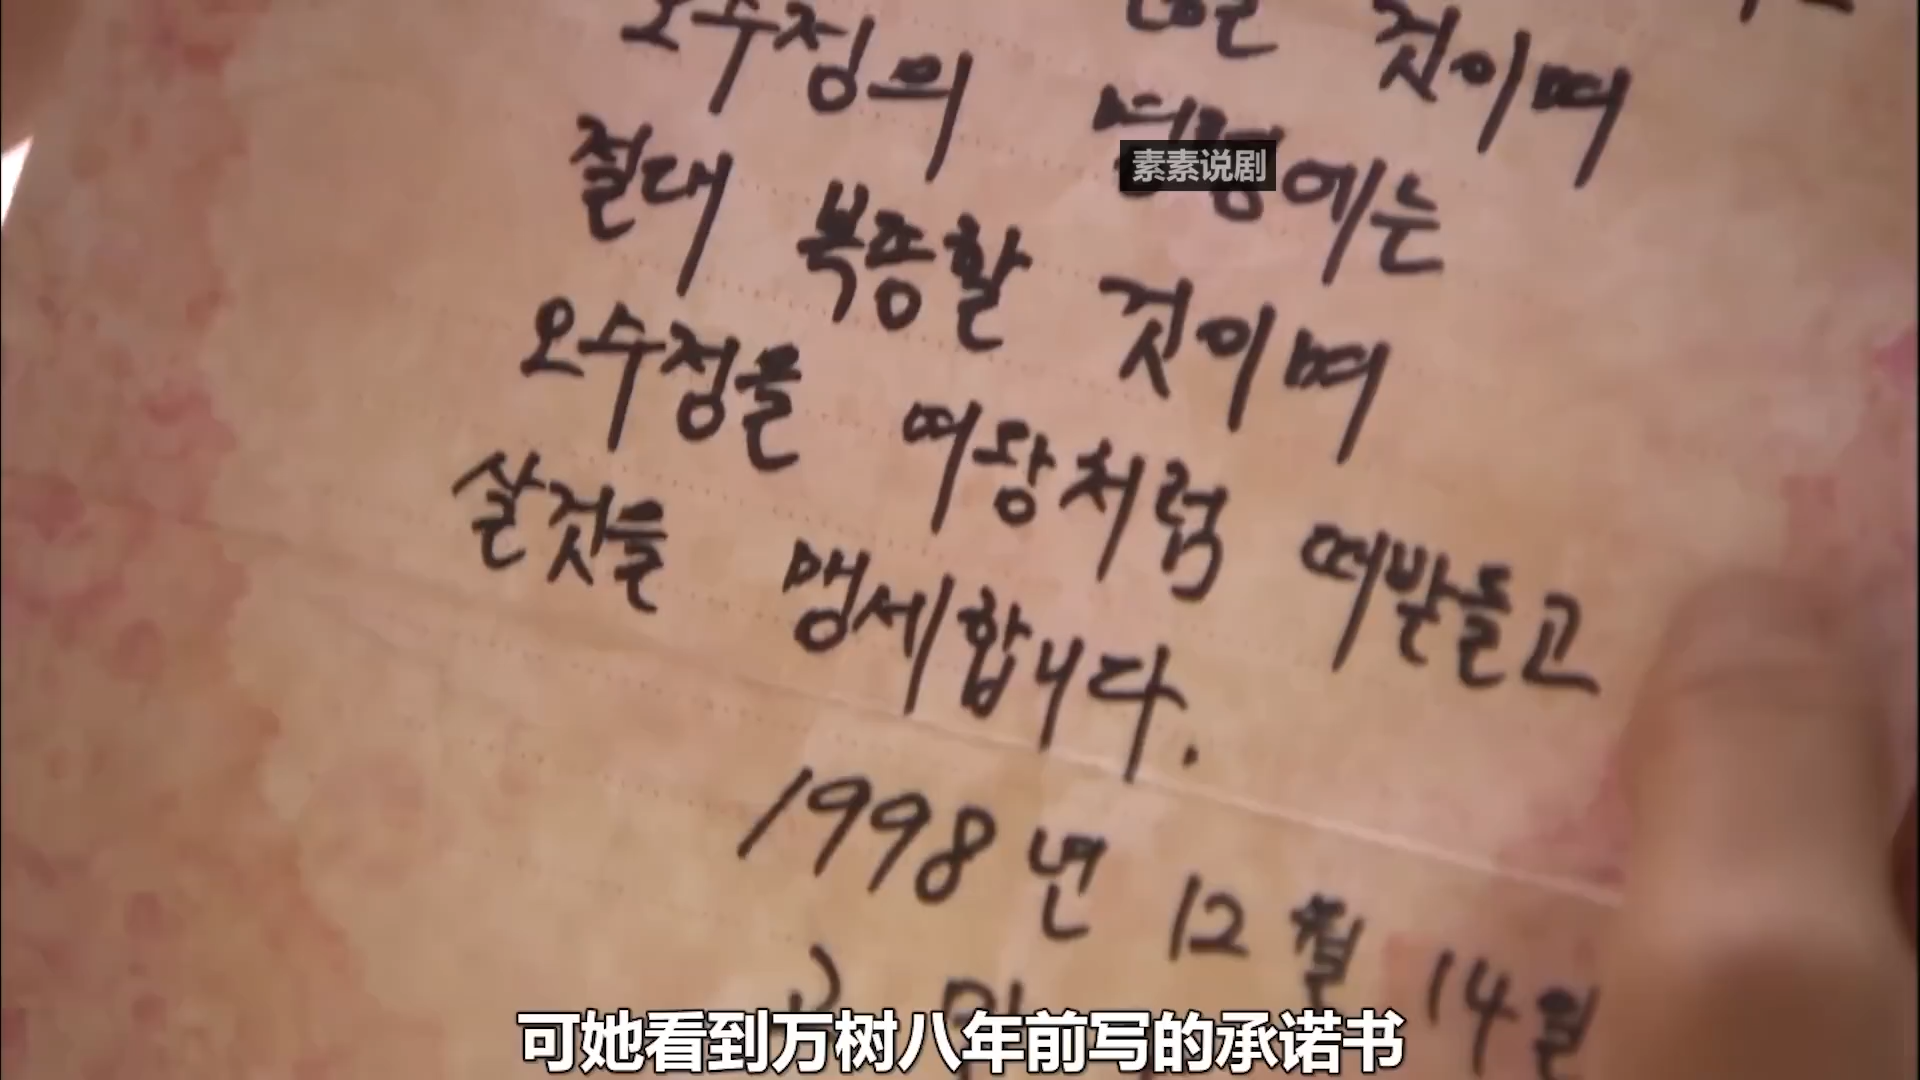 것이며
오수정의 명령에는
素素说剧
절대 복종할 것이며
오수정을 여왕처럼 떠받들고
살것을 맹세합니다.
1998년 12월 14일
可她看到万树八年前写的承诺书